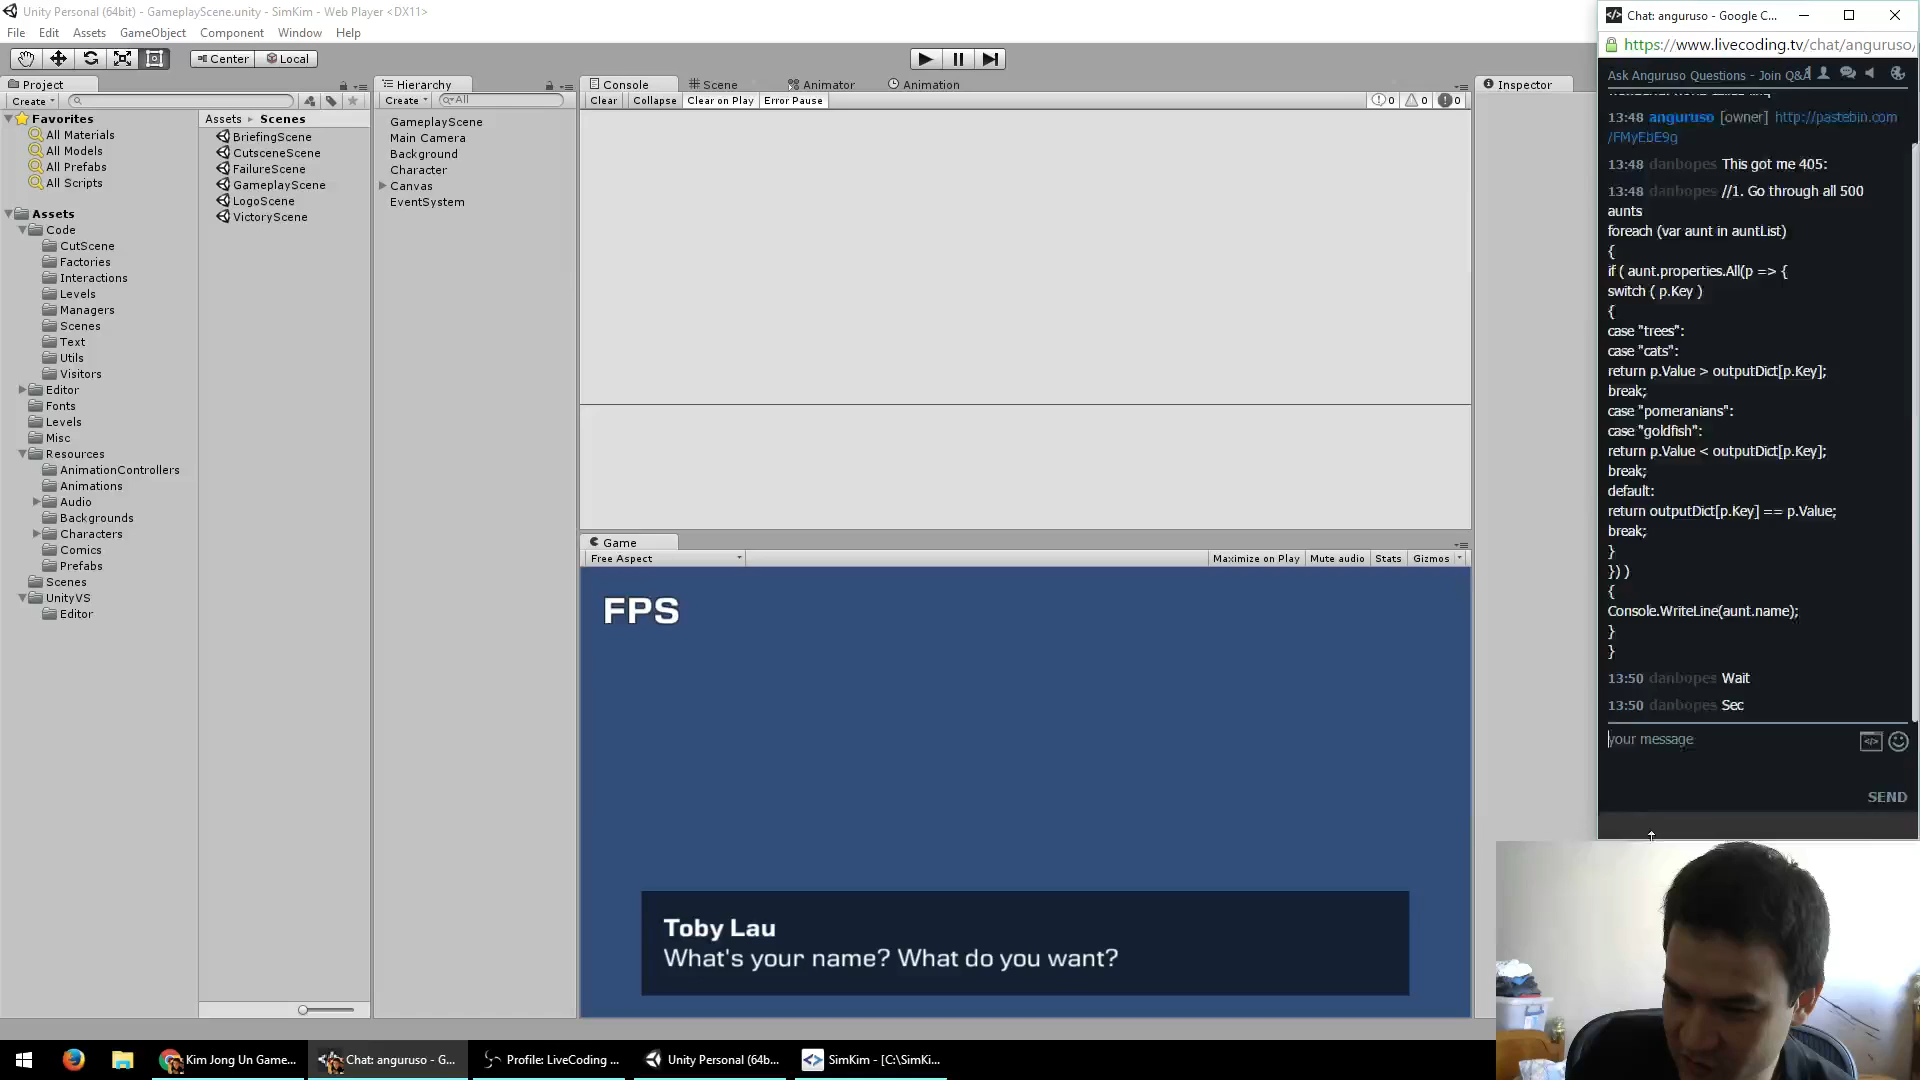 Unity Personal (64bit) - GameplayScene.unity - SimKim - Web Player <DX11>
File Edit Assets GameObject Component Window Help
Center Local
Project
Create
Favorites
All Materials
All Models
All Prefabs
All Scripts
Assets
Code
CutScene
Factories
Interactions
Levels
Managers
Scenes
Text
Utils
Visitors
Editor
Fonts
Levels
Misc
Resources
AnimationControllers
Animations
Audio
Backgrounds
Characters
Comics
Prefabs
Scenes
UnityVS
Editor
Assets Scenes
BriefingScene
CutsceneScene
FailureScene
GameplayScene
LogoScene
VictoryScene
Hierarchy
Create All
GameplayScene
Main Camera
Background
Character
Canvas
EventSystem
Console Scene Animator Animation
Clear Collapse Clear on Play Error Pause 0 0 0
Game
Free Aspect Maximize on Play Mute audio Stats Gizmos
FPS
Toby Lau
What's your name? What do you want?
Inspector
Chat: anguruso - Google C...
https://www.livecoding.tv/chat/anguruso/
Ask Anguruso Questions - Join Q&A
13:48 anguruso [owner] http://pastebin.com
/FMyEbE9g
13:48 danbopes This got me 405:
13:48 danbopes //1. Go through all 500
aunts
foreach (var aunt in auntList)
{
if ( aunt.properties.All(p => {
switch ( p.Key )
{
case "trees":
case "cats":
return p.Value > outputDict[p.Key];
break;
case "pomeranians":
case "goldfish":
return p.Value < outputDict[p.Key];
break;
default:
return outputDict[p.Key] == p.Value;
break;
}
}) )
{
Console.WriteLine(aunt.name);
}
}
13:50 danbopes Wait
13:50 danbopes Sec
your message
SEND
Kim Jong Un Game...
Chat: anguruso - G...
Profile: LiveCoding ...
Unity Personal (64b...
SimKim - [C:\SimKi...